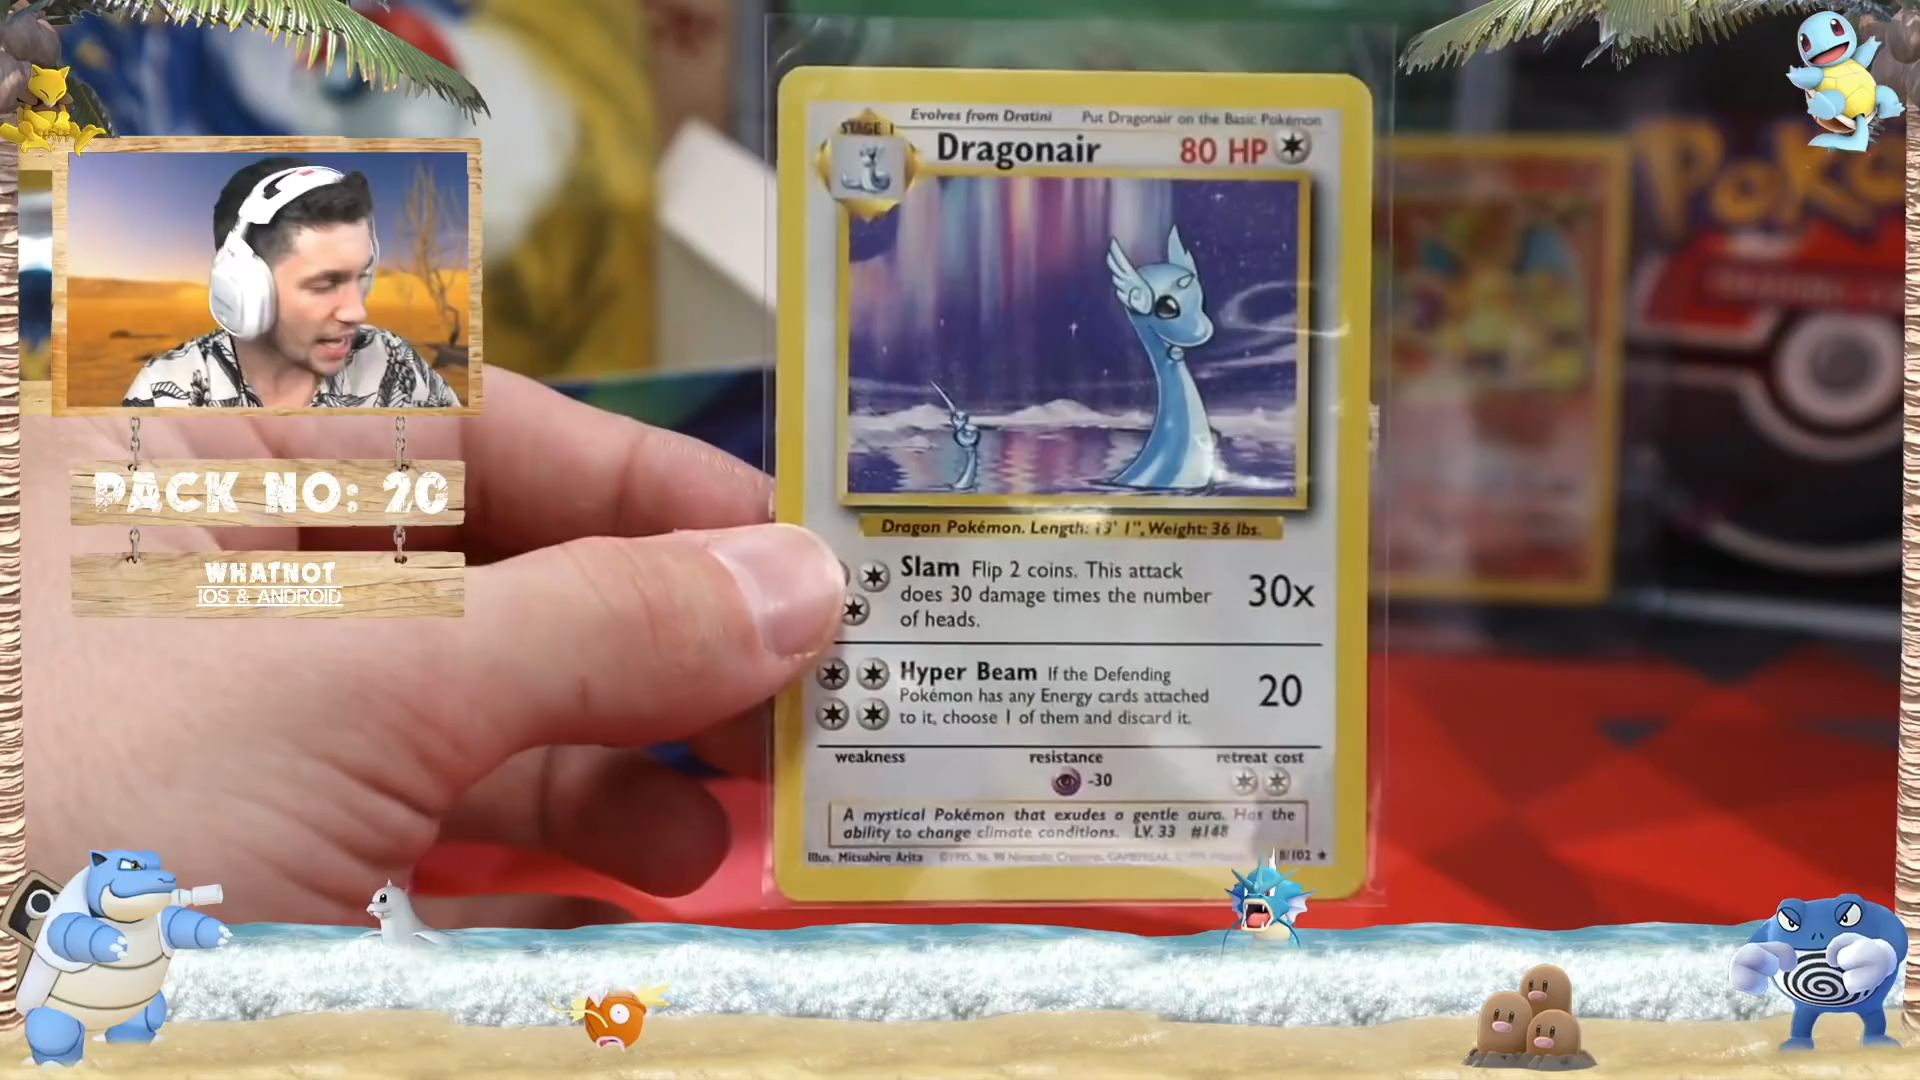 Evolves from Dratini Put Dragonair on the Basic Pokémon
STAGE 1
Dragonair 80 HP
PACK NO: 20
WHATNOT
IOS & ANDROID
Dragon Pokémon. Length: 13' 1", Weight: 36 lbs.
Slam Flip 2 coins. This attack
does 30 damage times the number
of heads.
30x
Hyper Beam If the Defending
Pokémon has any Energy cards attached
to it, choose 1 of them and discard it.
20
weakness resistance retreat cost
-30
A mystical Pokémon that exudes a gentle aura. Has the
ability to change climate conditions. LV. 33 #148
Illus. Mitsuhiro Arita
8/102